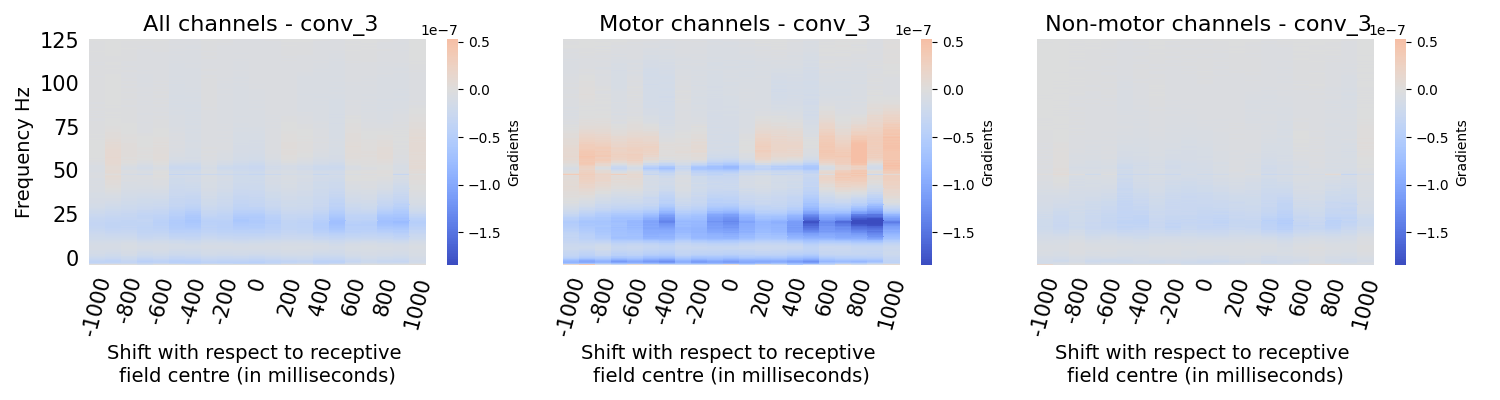 All channels - conv_3
1e−7
Motor channels - conv_3
1e−7
Non-motor channels - conv_3
1e−7
Frequency Hz
125
100
75
50
25
0
0.5
0.0
−0.5
−1.0
−1.5
Gradients
0.5
0.0
−0.5
−1.0
−1.5
Gradients
0.5
0.0
−0.5
−1.0
−1.5
Gradients
-1000 -800 -600 -400 -200 0 200 400 600 800 1000
-1000 -800 -600 -400 -200 0 200 400 600 800 1000
-1000 -800 -600 -400 -200 0 200 400 600 800 1000
Shift with respect to receptive
field centre (in milliseconds)
Shift with respect to receptive
field centre (in milliseconds)
Shift with respect to receptive
field centre (in milliseconds)